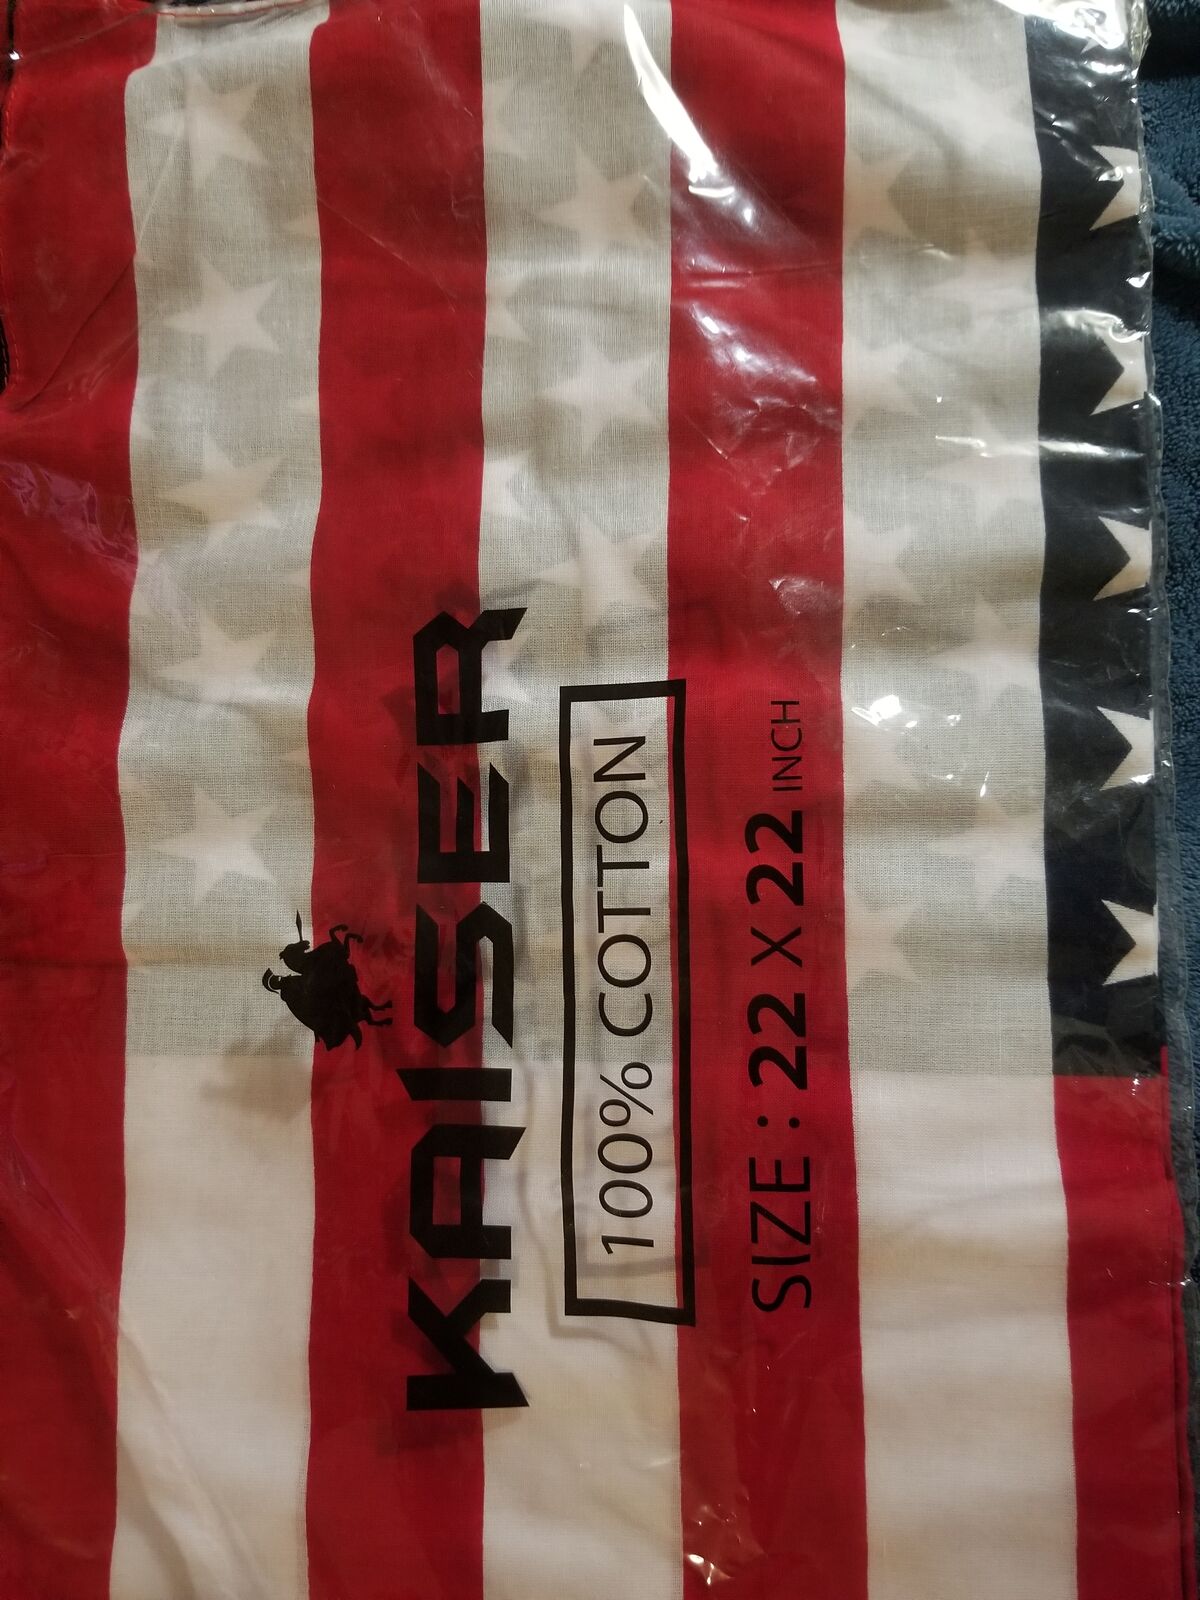 KAISER
100% COTTON
SIZE : 22 X 22 INCH